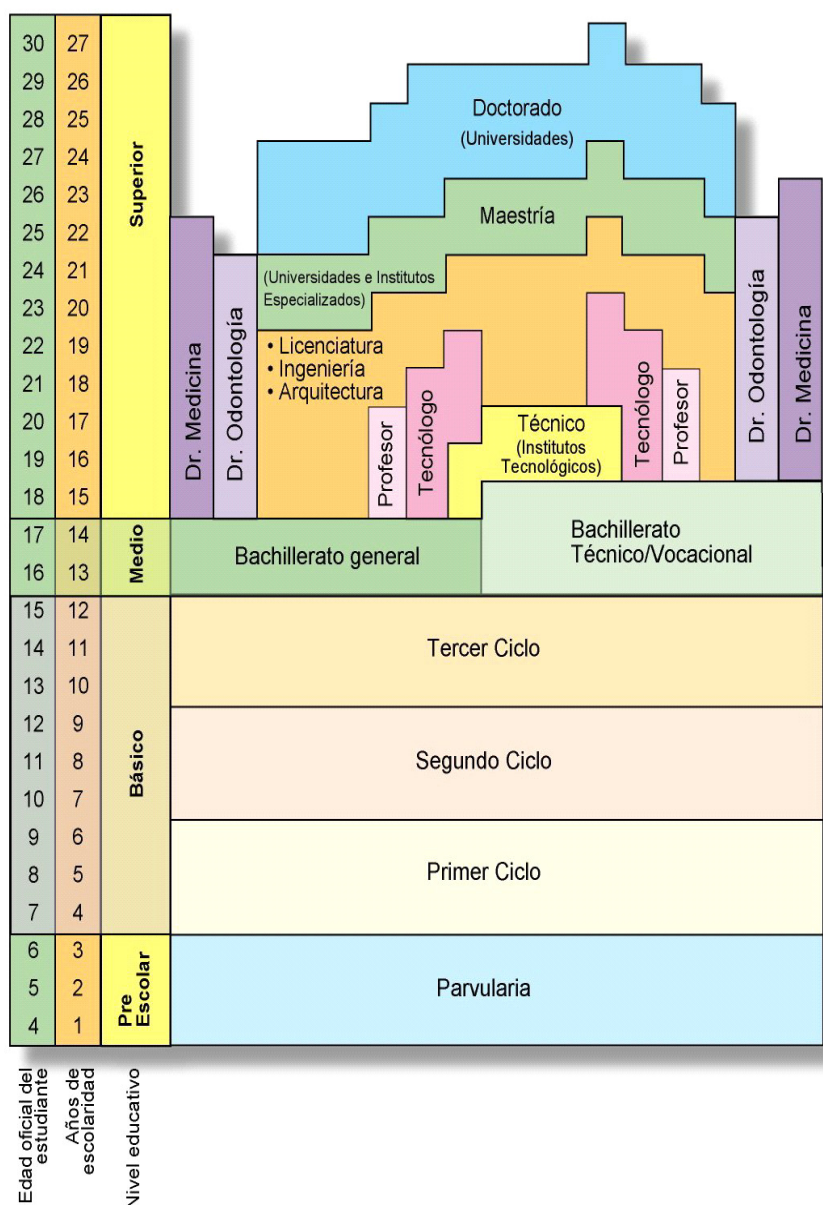 30 27
29 26
28 25
27 24
26 23
25 22
24 21
23 20
22 19
21 18
20 17
19 16
18 15
17 14
16 13
15 12
14 11
13 10
12 9
11 8
10 7
9 6
8 5
7 4
6 3
5 2
4 1
Superior
Medio
Básico
Pre
Escolar
Doctorado
(Universidades)
Maestría
(Universidades e Institutos
Especializados)
• Licenciatura
• Ingeniería
• Arquitectura
Dr. Medicina
Dr. Odontología
Profesor
Tecnólogo
Técnico
(Institutos
Tecnológicos)
Tecnólogo
Profesor
Dr. Odontología
Dr. Medicina
Bachillerato general
Bachillerato
Técnico/Vocacional
Tercer Ciclo
Segundo Ciclo
Primer Ciclo
Parvularia
Edad oficial del
estudiante
Años de
escolaridad
Nivel educativo